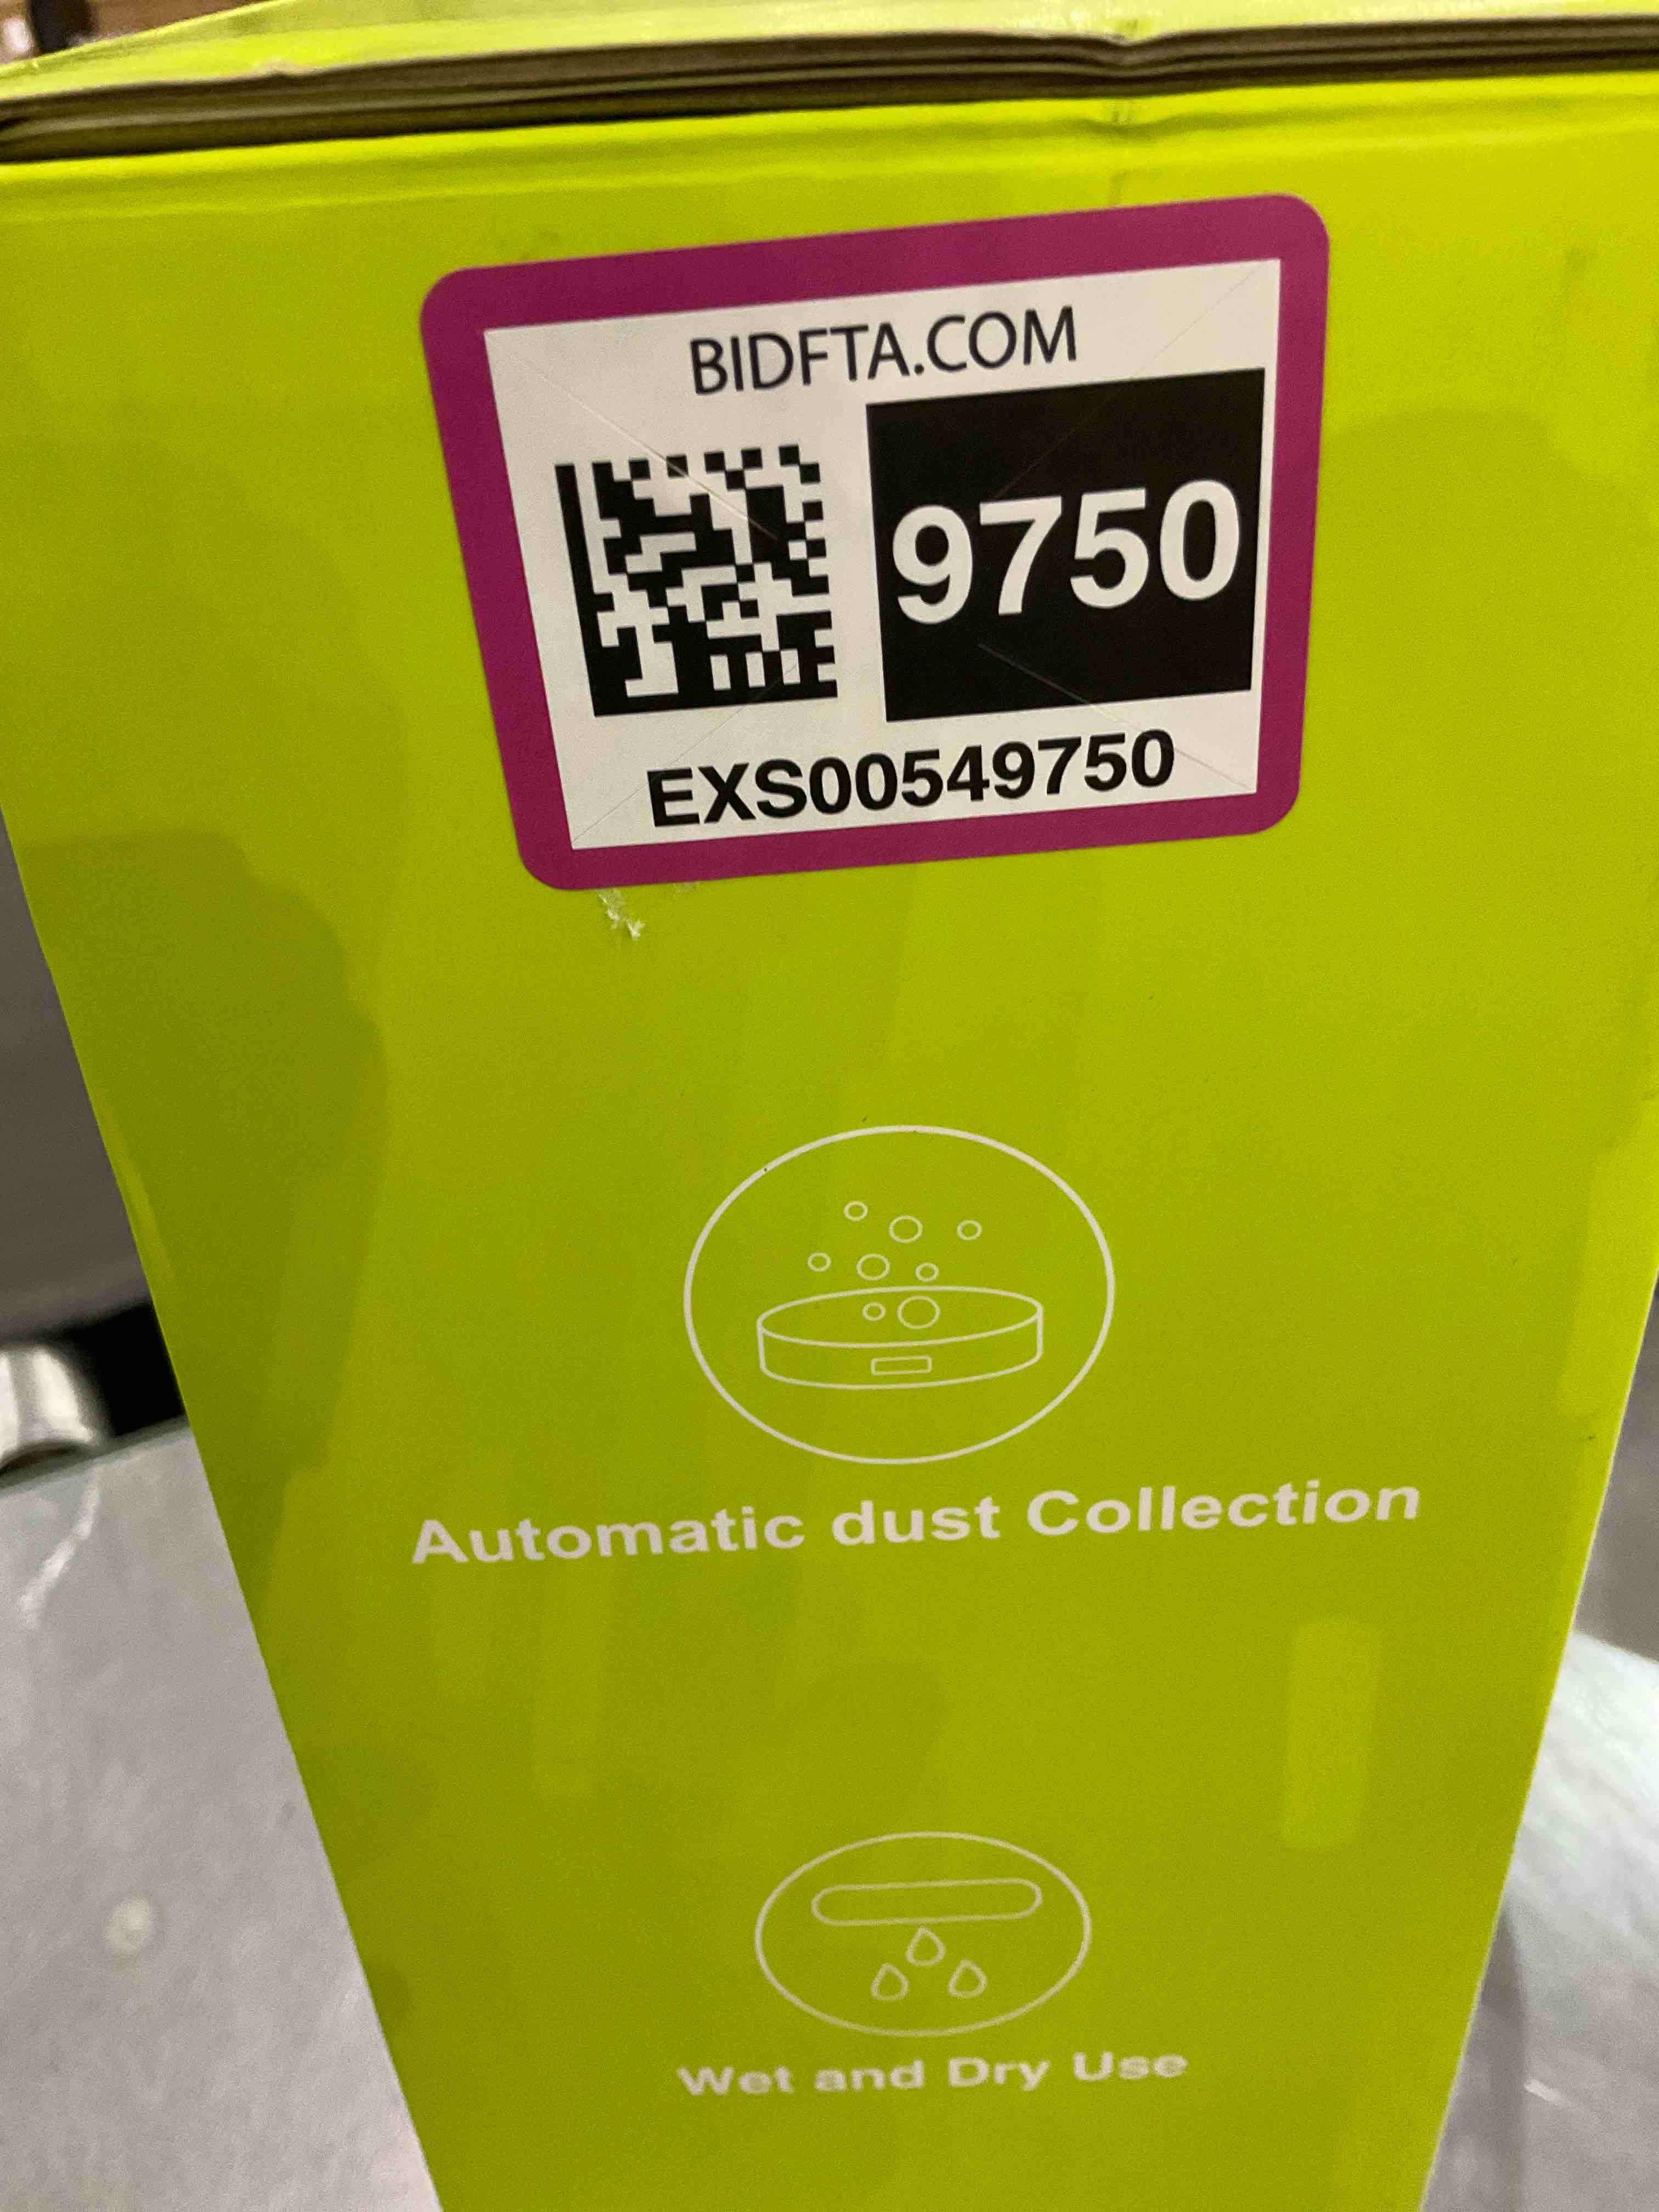 BIDFTA.COM
9750
EXS00549750
Automatic dust Collection
Wet and Dry Use